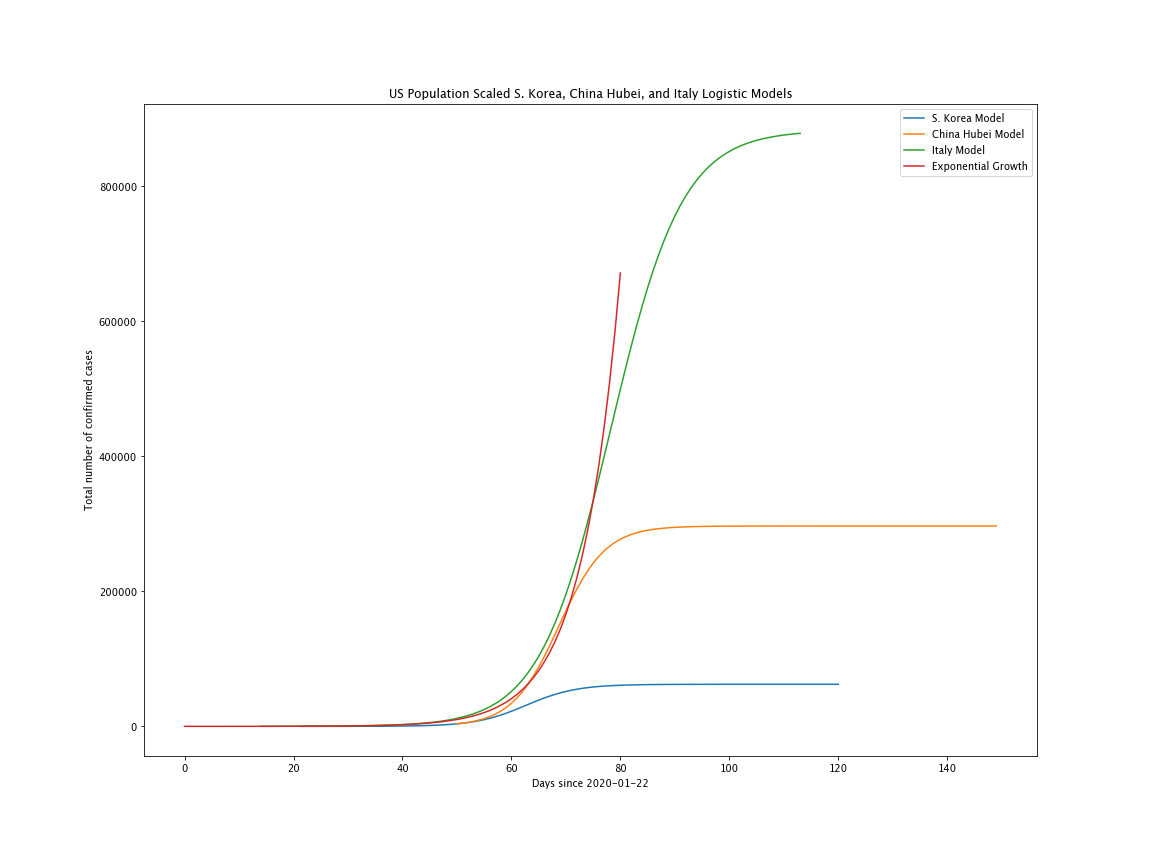 US Population Scaled S. Korea, China Hubei, and Italy Logistic Models
S. Korea Model
China Hubei Model
Italy Model
Exponential Growth
Total number of confirmed cases
800000
600000
400000
200000
0
0 20 40 60 80 100 120 140
Days since 2020-01-22